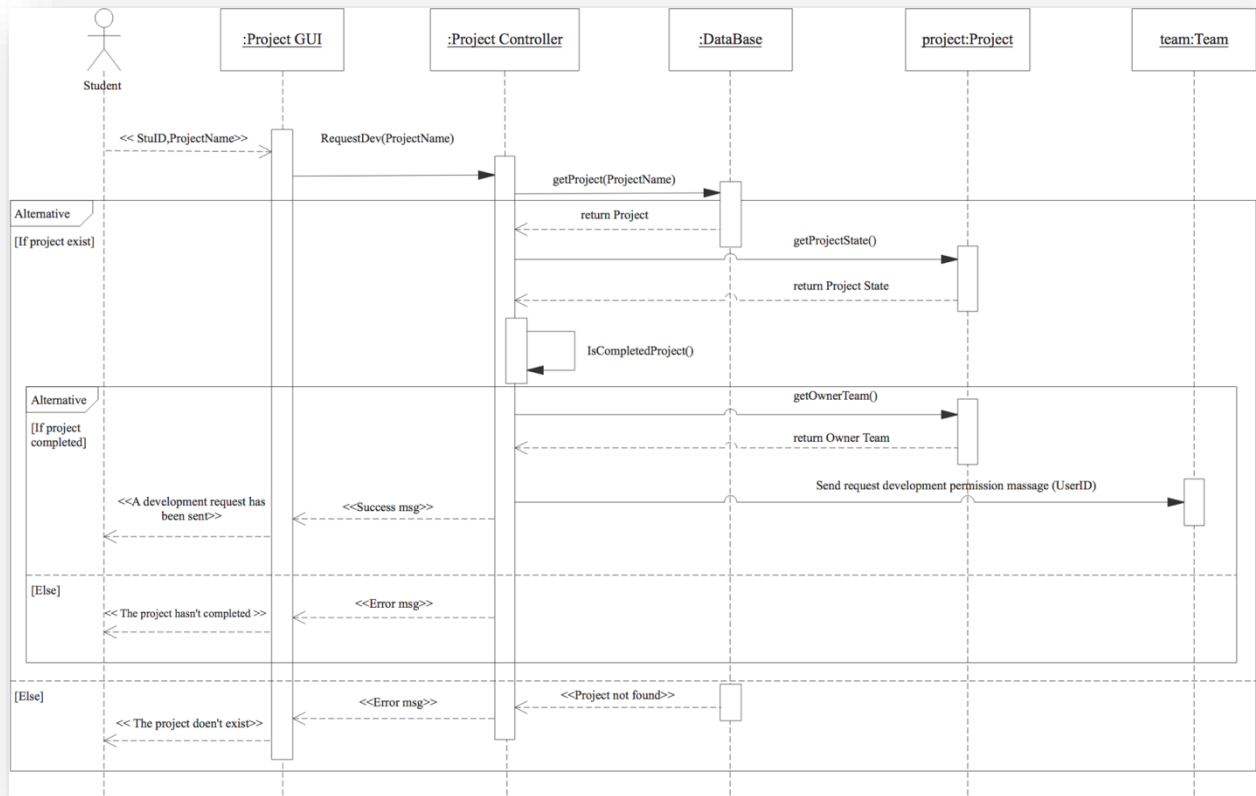 :Project GUI
:Project Controller
:DataBase
project:Project
team:Team
Student
<< StuID,ProjectName>>
RequestDev(ProjectName)
getProject(ProjectName)
Alternative
return Project
[If project exist]
getProjectState()
return Project State
IsCompletedProject()
Alternative
getOwnerTeam()
[If project
completed]
return Owner Team
Send request development permission massage (UserID)
<<A development request has
been sent>>
<<Success msg>>
[Else]
<<Error msg>>
<< The project hasn't completed >>
[Else]
<<Project not found>>
<<Error msg>>
<< The project doen't exist>>